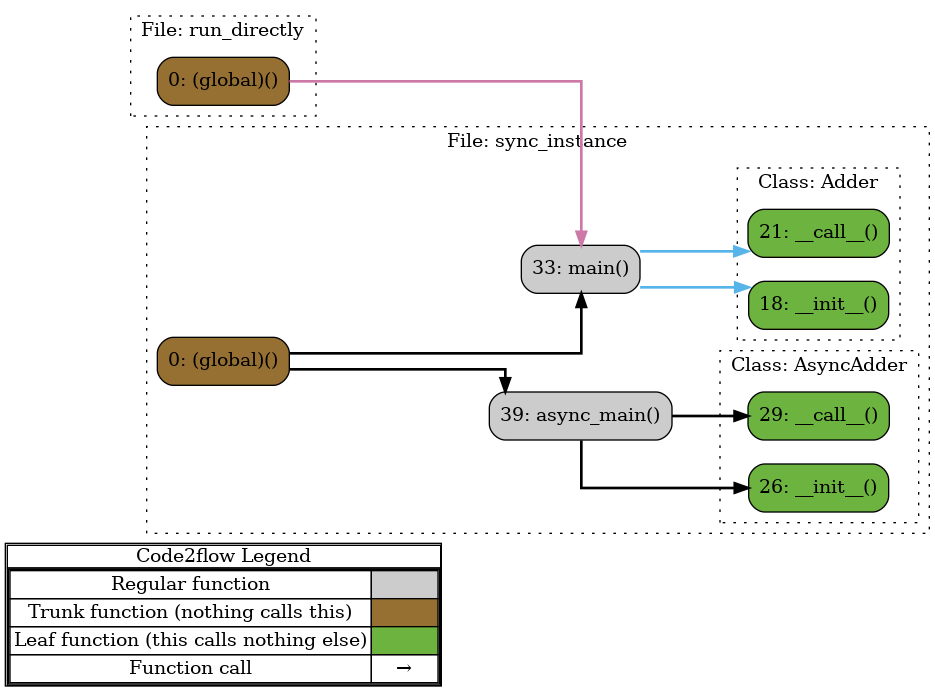 File: run_directly
0: (global)()
File: sync_instance
Class: Adder
21: __call__()
33: main()
18: __init__()
0: (global)()
Class: AsyncAdder
39: async_main()
29: __call__()
26: __init__()
Code2flow Legend
Regular function
Trunk function (nothing calls this)
Leaf function (this calls nothing else)
Function call →